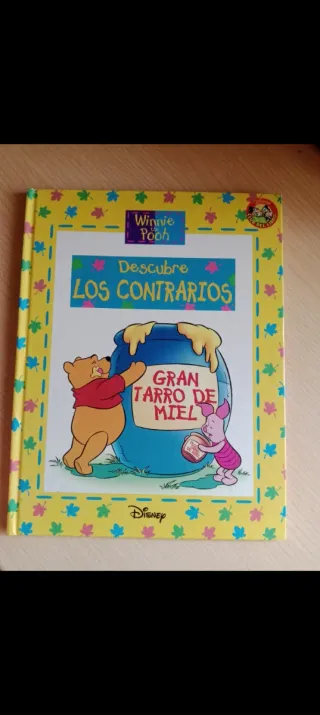 Winnie
the
Pooh
Descubre
LOS CONTRARIOS
GRAN
TARRO DE
MIEL
DISNEY